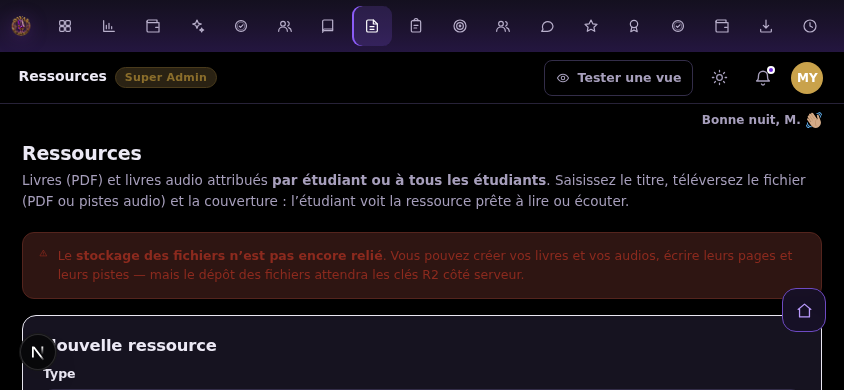 Ressources
Super Admin
Tester une vue
MY
Bonne nuit, M. 👋
Ressources
Livres (PDF) et livres audio attribués par étudiant ou à tous les étudiants. Saisissez le titre, téléversez le fichier
(PDF ou pistes audio) et la couverture : l’étudiant voit la ressource prête à lire ou écouter.
⚠ Le stockage des fichiers n’est pas encore relié. Vous pouvez créer vos livres et vos audios, écrire leurs pages et
leurs pistes — mais le dépôt des fichiers attendra les clés R2 côté serveur.
N
ouvelle ressource
Type